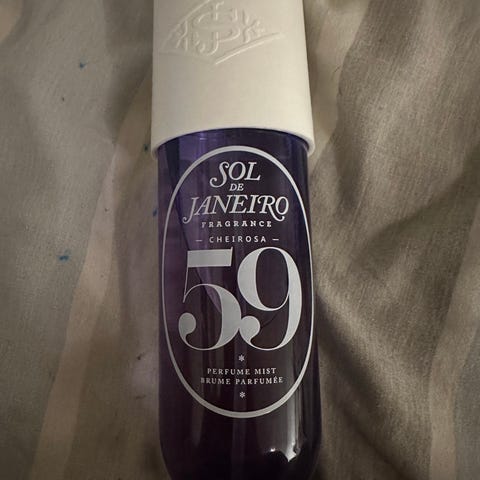 SOL
DE
JANEIRO
FRAGRANCE
— CHEIROSA —
59
*
PERFUME MIST
BRUME PARFUMÉE
*